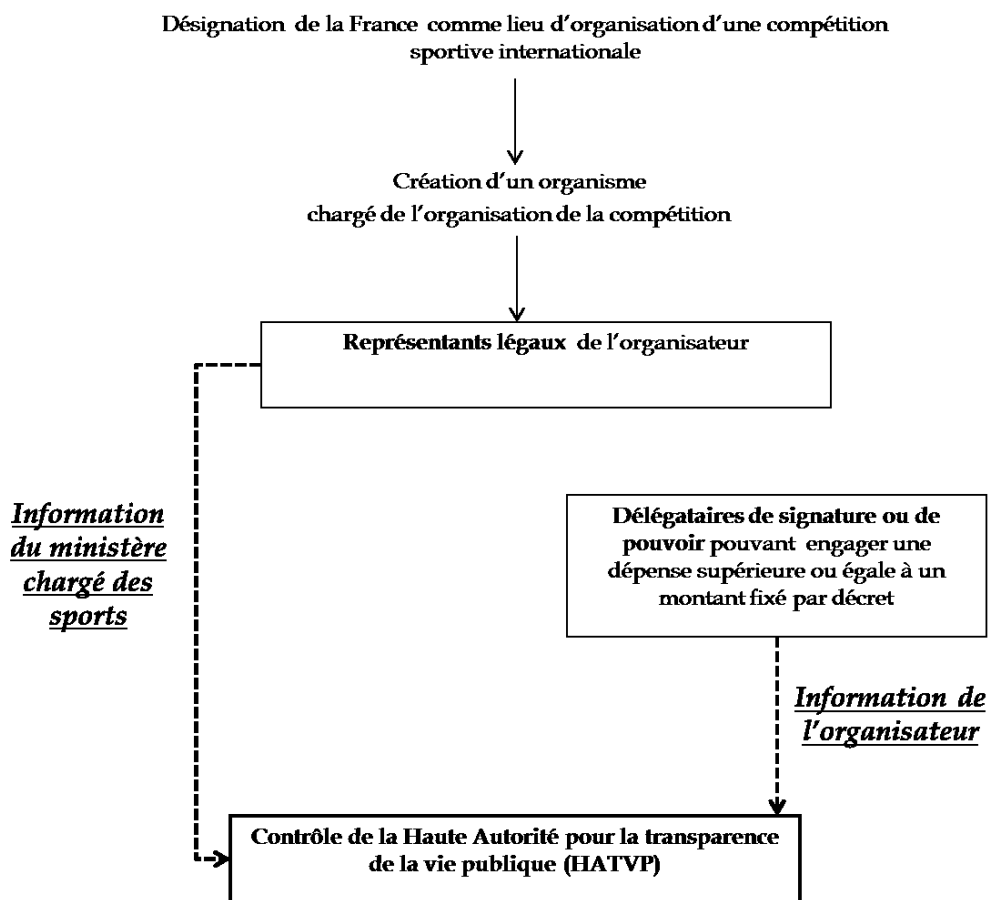 Désignation de la France comme lieu d'organisation d'une compétition
sportive internationale
Création d'un organisme
chargé de l'organisation de la compétition
Représentants légaux de l'organisateur
Information
du ministère
chargé des
sports
Délégataires de signature ou de
pouvoir pouvant engager une
dépense supérieure ou égale à un
montant fixé par décret
Information de
l'organisateur
Contrôle de la Haute Autorité pour la transparence
de la vie publique (HATVP)